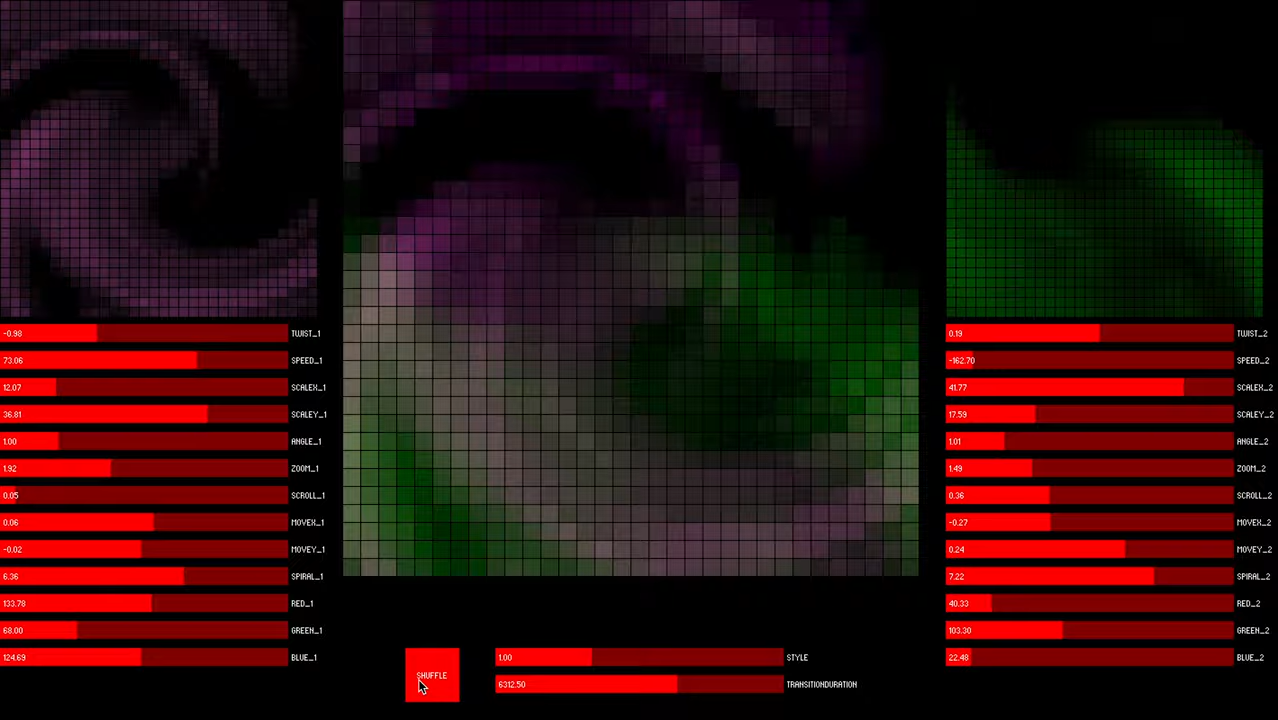 -0.98 TWIST_1
73.06 SPEED_1
12.07 SCALEX_1
36.81 SCALEY_1
1.00 ANGLE_1
1.92 ZOOM_1
0.05 SCROLL_1
0.06 MOVEX_1
-0.02 MOVEY_1
6.36 SPIRAL_1
133.78 RED_1
68.00 GREEN_1
124.69 BLUE_1
SHUFFLE
1.00 STYLE
6312.50 TRANSITIONDURATION
0.19 TWIST_2
-162.70 SPEED_2
41.77 SCALEX_2
17.59 SCALEY_2
1.01 ANGLE_2
1.49 ZOOM_2
0.36 SCROLL_2
-0.27 MOVEX_2
0.24 MOVEY_2
7.22 SPIRAL_2
40.33 RED_2
103.30 GREEN_2
22.48 BLUE_2